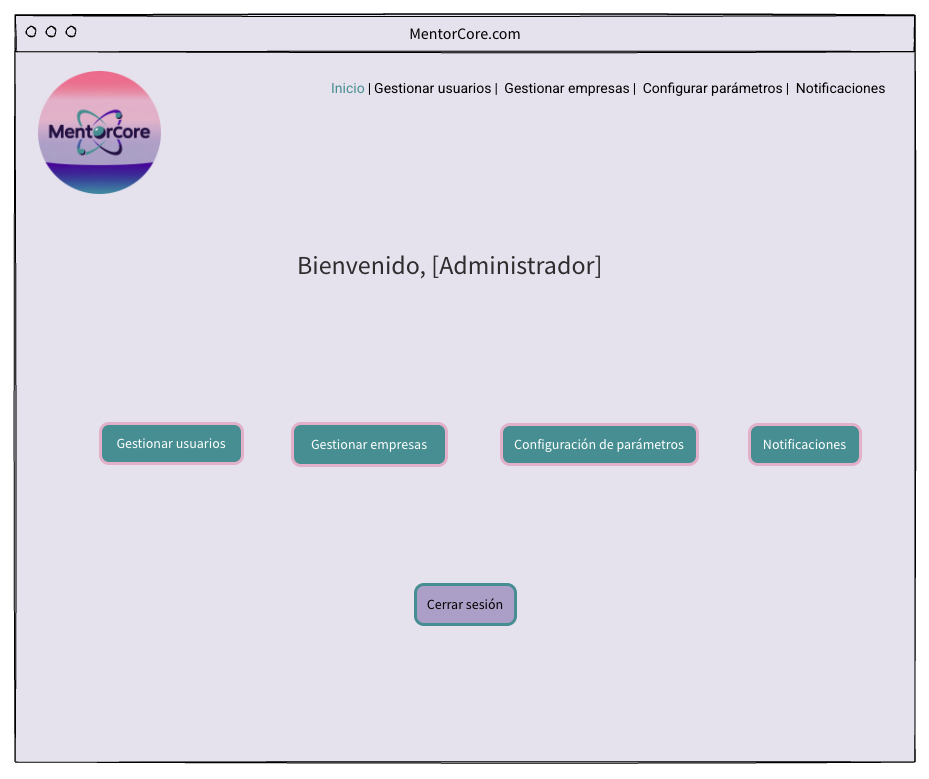 MentorCore.com
MentorCore
Inicio | Gestionar usuarios | Gestionar empresas | Configurar parámetros | Notificaciones
Bienvenido, [Administrador]
Gestionar usuarios
Gestionar empresas
Configuración de parámetros
Notificaciones
Cerrar sesión